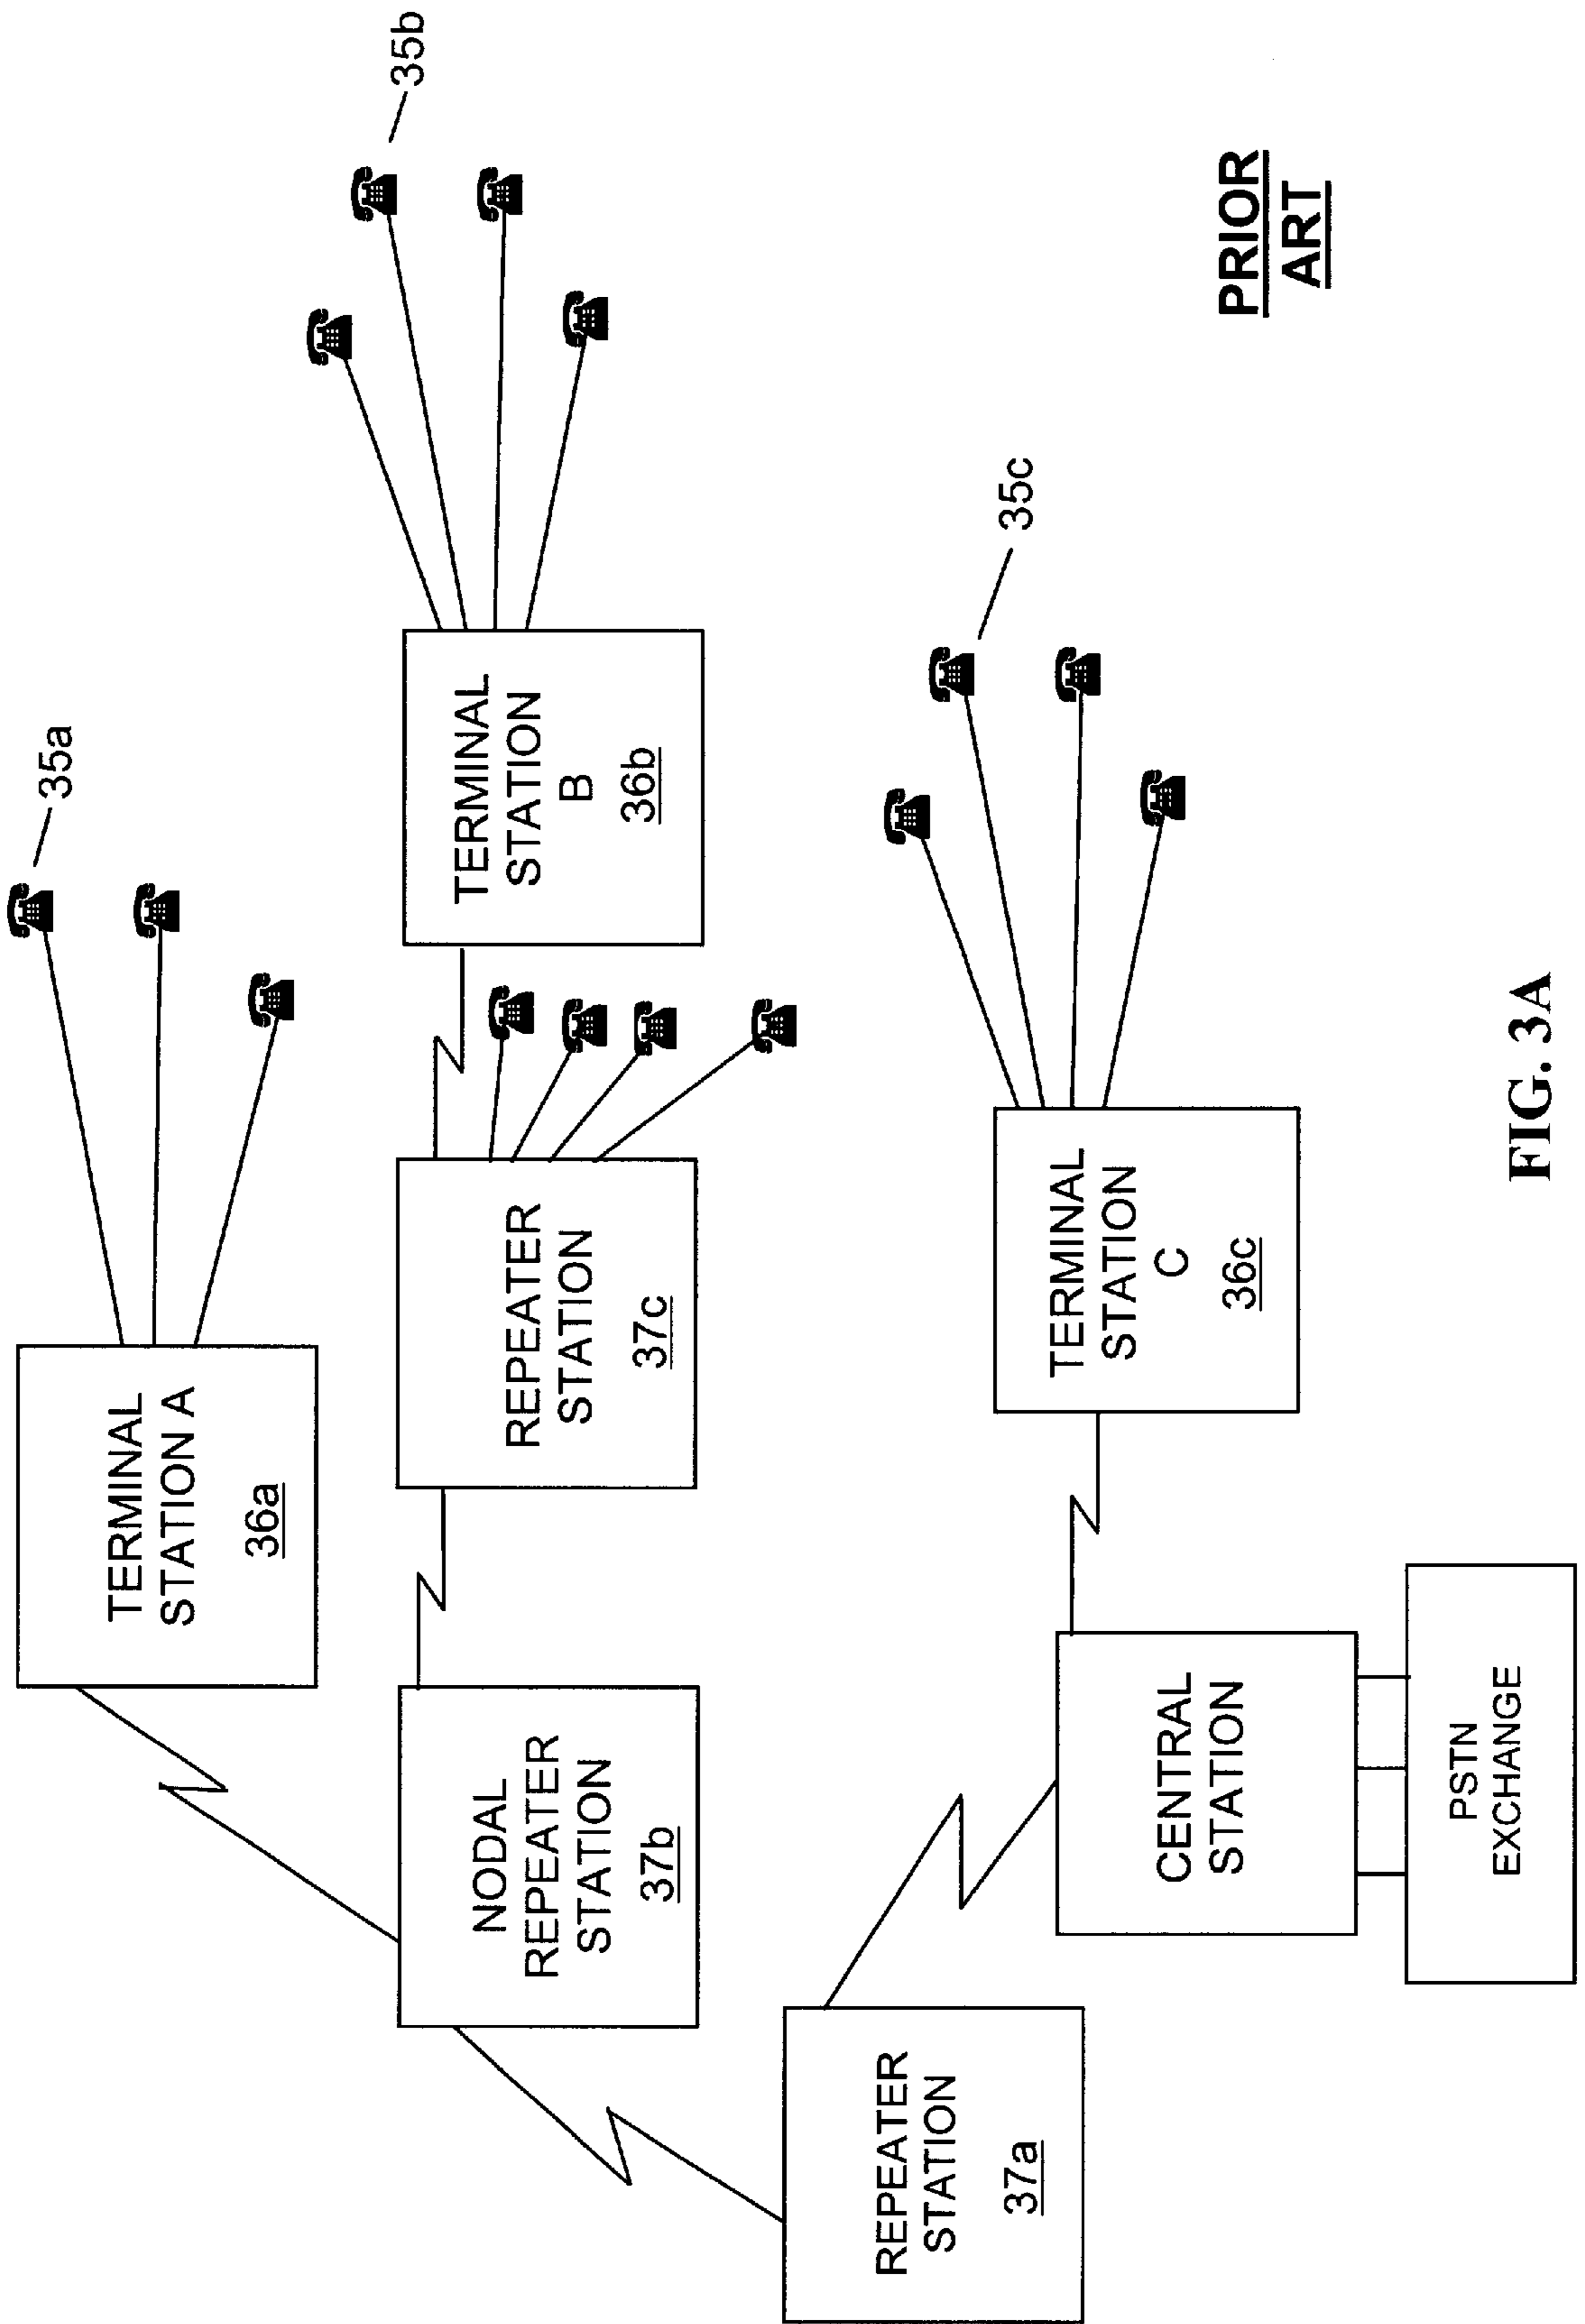 35a
TERMINAL
STATION A
36a
35b
NODAL
REPEATER
STATION
37b
REPEATER
STATION
37c
TERMINAL
STATION
B
36b
REPEATER
STATION
37a
CENTRAL
STATION
TERMINAL
STATION
C
36c
35c
PSTN
EXCHANGE
PRIOR
ART
FIG. 3A